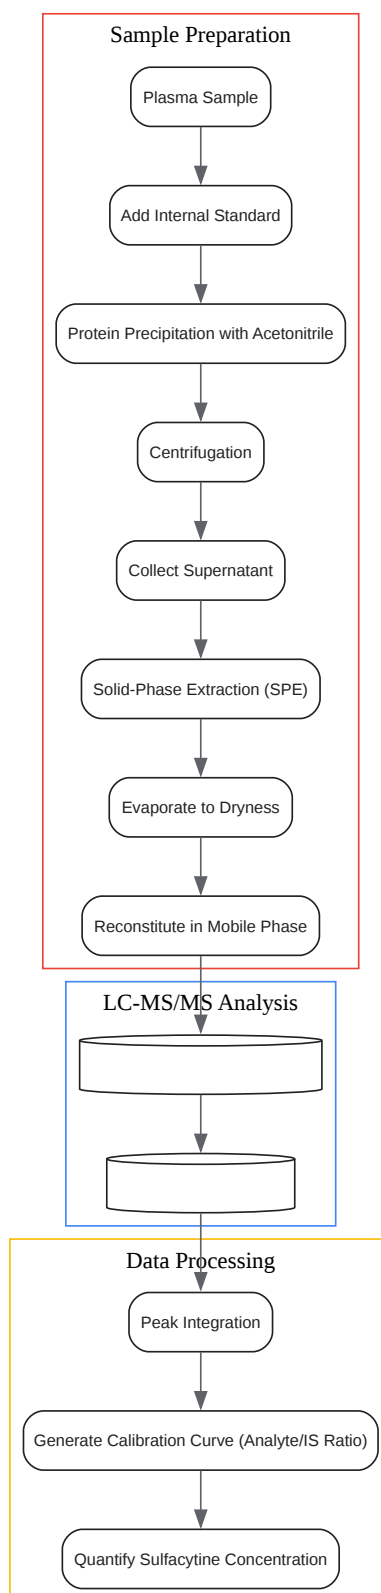 Sample Preparation
Plasma Sample
Add Internal Standard
Protein Precipitation with Acetonitrile
Centrifugation
Collect Supernatant
Solid-Phase Extraction (SPE)
Evaporate to Dryness
Reconstitute in Mobile Phase
LC-MS/MS Analysis
Data Processing
Peak Integration
Generate Calibration Curve (Analyte/IS Ratio)
Quantify Sulfacytine Concentration